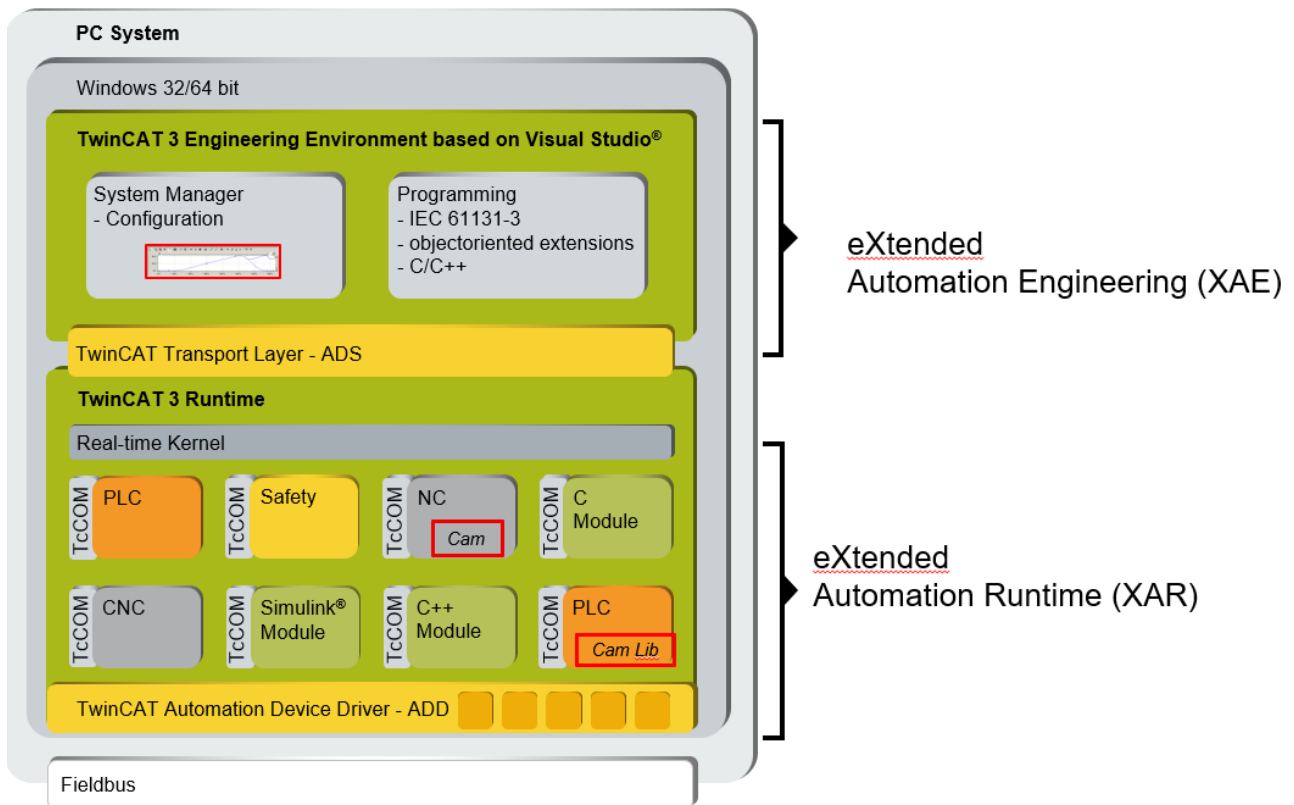 PC System
Windows 32/64 bit
TwinCAT 3 Engineering Environment based on Visual Studio®
System Manager
- Configuration
Programming
- IEC 61131-3
- objectoriented extensions
- C/C++
eXtended
Automation Engineering (XAE)
TwinCAT Transport Layer - ADS
TwinCAT 3 Runtime
Real-time Kernel
TcCOM
PLC
TcCOM
Safety
TcCOM
NC
Cam
TcCOM
C
Module
eXtended
Automation Runtime (XAR)
TcCOM
CNC
TcCOM
Simulink®
Module
TcCOM
C++
Module
TcCOM
PLC
Cam Lib
TwinCAT Automation Device Driver - ADD
Fieldbus